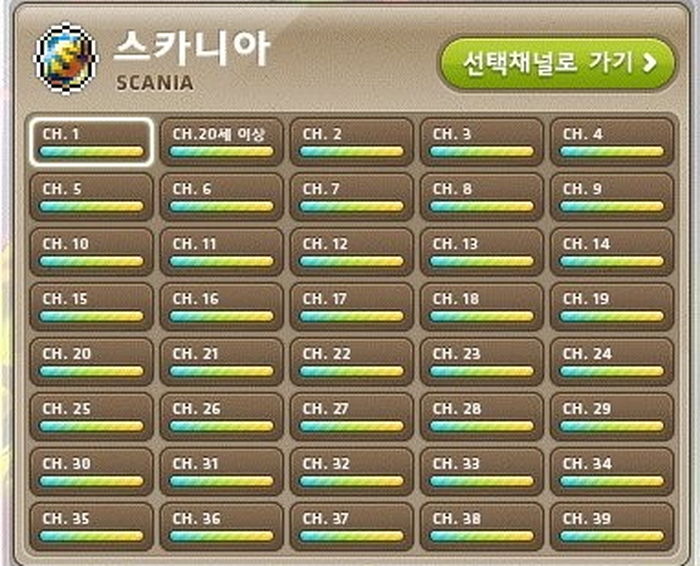 스카니아
SCANIA
선택채널로 가기
CH. 1 CH.20세 이상 CH. 2 CH. 3 CH. 4
CH. 5 CH. 6 CH. 7 CH. 8 CH. 9
CH. 10 CH. 11 CH. 12 CH. 13 CH. 14
CH. 15 CH. 16 CH. 17 CH. 18 CH. 19
CH. 20 CH. 21 CH. 22 CH. 23 CH. 24
CH. 25 CH. 26 CH. 27 CH. 28 CH. 29
CH. 30 CH. 31 CH. 32 CH. 33 CH. 34
CH. 35 CH. 36 CH. 37 CH. 38 CH. 39